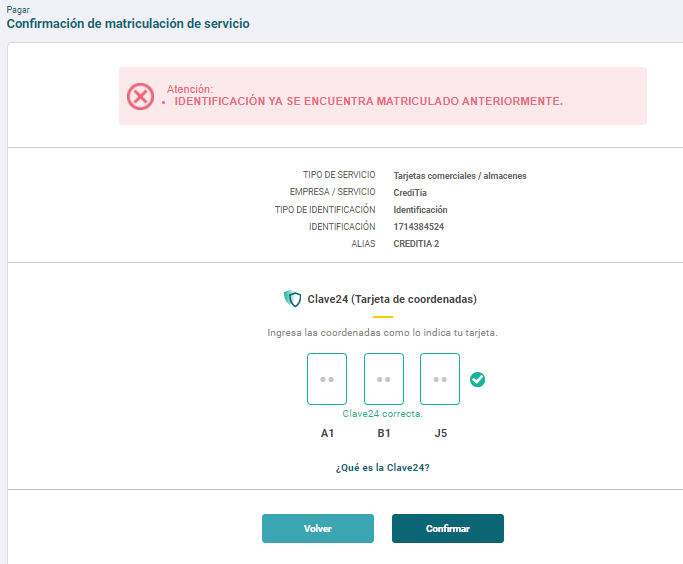 Pagar
Confirmación de matriculación de servicio
Atención:
• IDENTIFICACIÓN YA SE ENCUENTRA MATRICULADO ANTERIORMENTE.
TIPO DE SERVICIO Tarjetas comerciales / almacenes
EMPRESA / SERVICIO CrediTia
TIPO DE IDENTIFICACIÓN Identificación
IDENTIFICACIÓN 1714384524
ALIAS CREDITIA 2
Clave24 (Tarjeta de coordenadas)
Ingresa las coordenadas como lo indica tu tarjeta.
Clave24 correcta.
A1 B1 J5
¿Qué es la Clave24?
Volver Confirmar